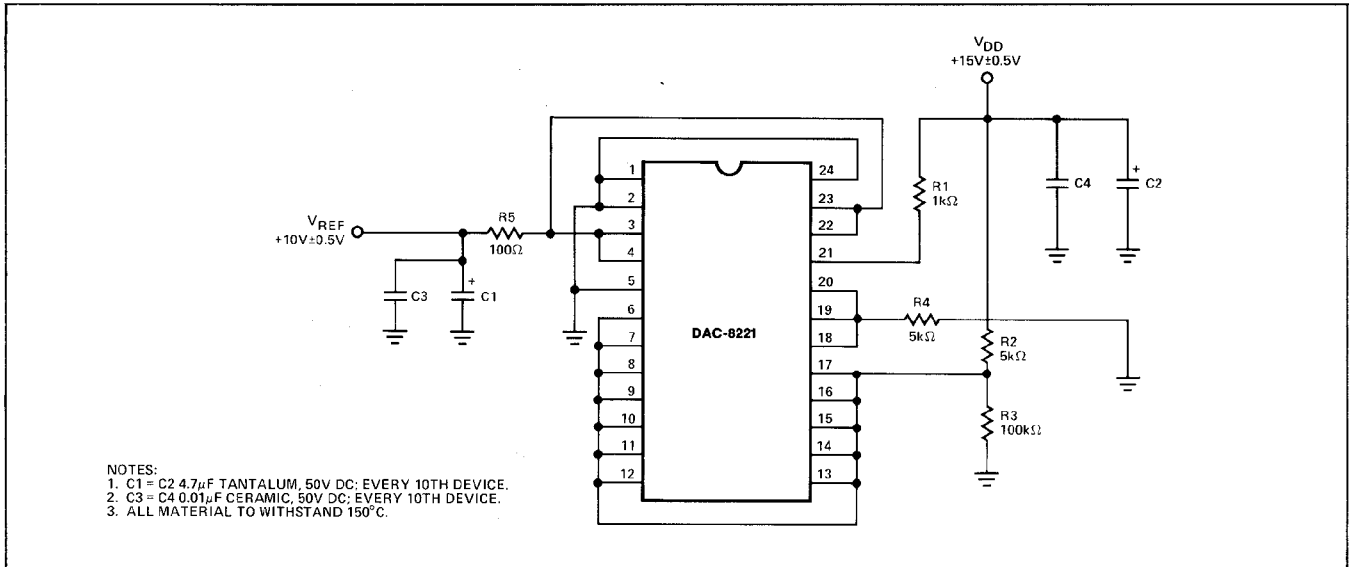 V_DD
+15V±0.5V
V_REF
+10V±0.5V
R5
100Ω
C3
C1
1
2
3
4
5
6
7
8
9
10
11
12
DAC-8221
24
23
22
21
20
19
18
17
16
15
14
13
R1
1kΩ
C4
+
C2
+
R4
5kΩ
R2
5kΩ
R3
100kΩ
NOTES:
1. C1 = C2 4.7μF TANTALUM, 50V DC; EVERY 10TH DEVICE.
2. C3 = C4 0.01μF CERAMIC, 50V DC; EVERY 10TH DEVICE.
3. ALL MATERIAL TO WITHSTAND 150°C.